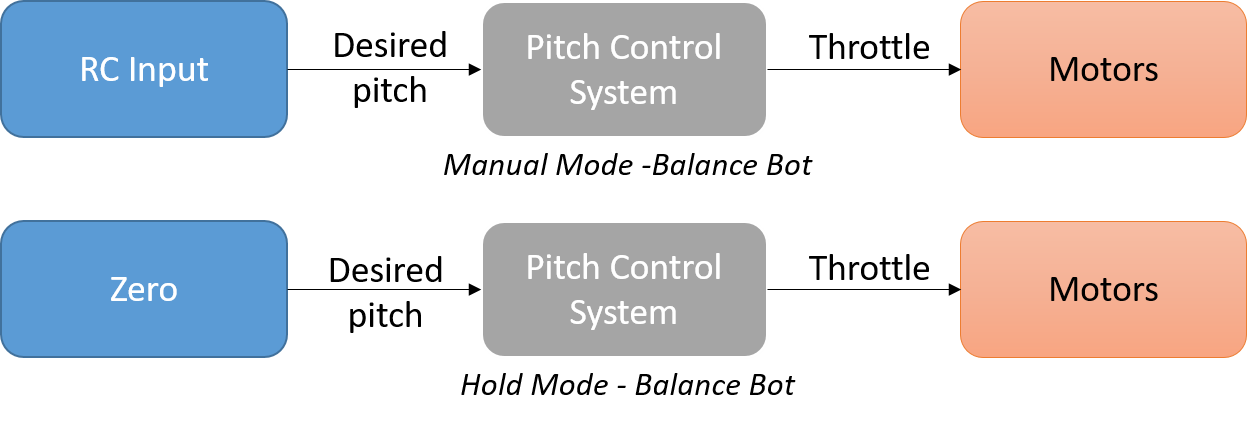 RC Input
Desired
pitch
Pitch Control
System
Throttle
Motors
Manual Mode -Balance Bot
Zero
Desired
pitch
Pitch Control
System
Throttle
Motors
Hold Mode - Balance Bot